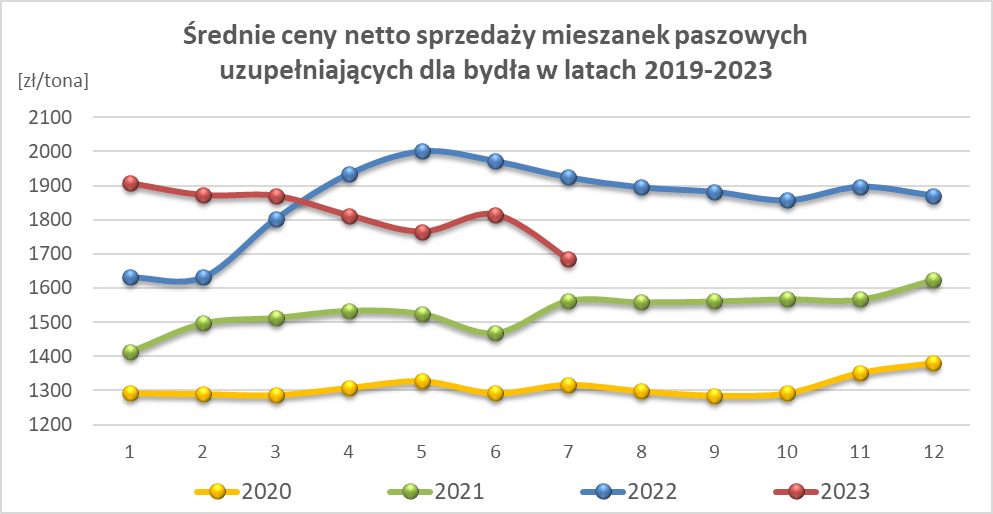 Średnie ceny netto sprzedaży mieszanek paszowych
uzupełniających dla bydła w latach 2019-2023
[zł/tona]
2100
2000
1900
1800
1700
1600
1500
1400
1300
1200
1 2 3 4 5 6 7 8 9 10 11 12
2020 2021 2022 2023